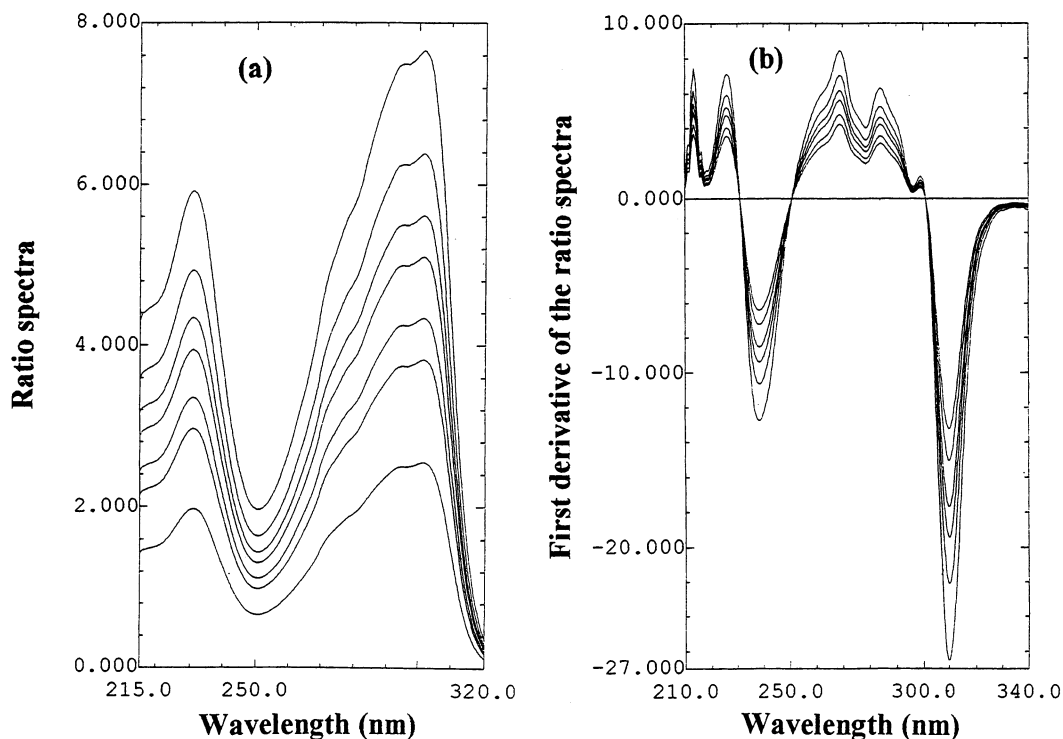 8.000
(a)
4.000
2.000
0.000
215.0
250.0
320.0
Ratio spectra
Wavelength (nm)
10.000
(b)
0.000
-10.000
-20.000
-27.000
210.0
250.0
300.0
340.0
First derivative of the ratio spectra
Wavelength (nm)